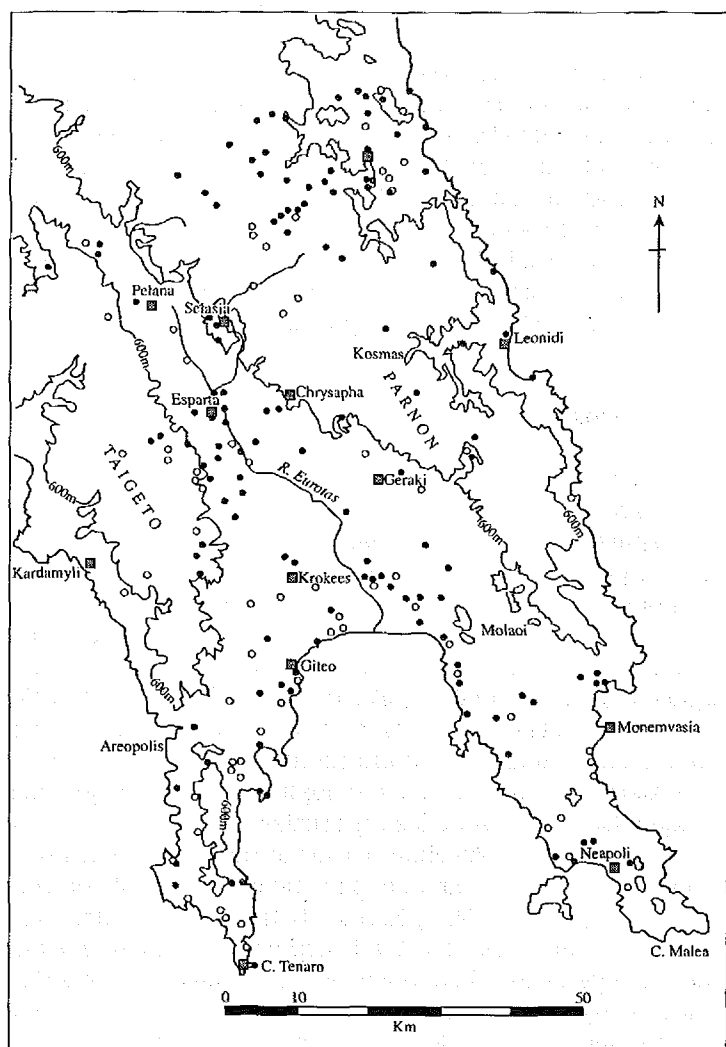 600m
N
Pelana
Selasia
Leonidi
Kosmas
600m
Chrysapha
PARNON
Esparta
TAIGETO
R. Eurotas
Geraki
600m
600m
600m
Kardamyli
Krokees
Molaoi
Giteo
600m
Areopolis
Monemvasia
600m
Neapoli
C. Malea
C. Tenaro
0 10 50
Km